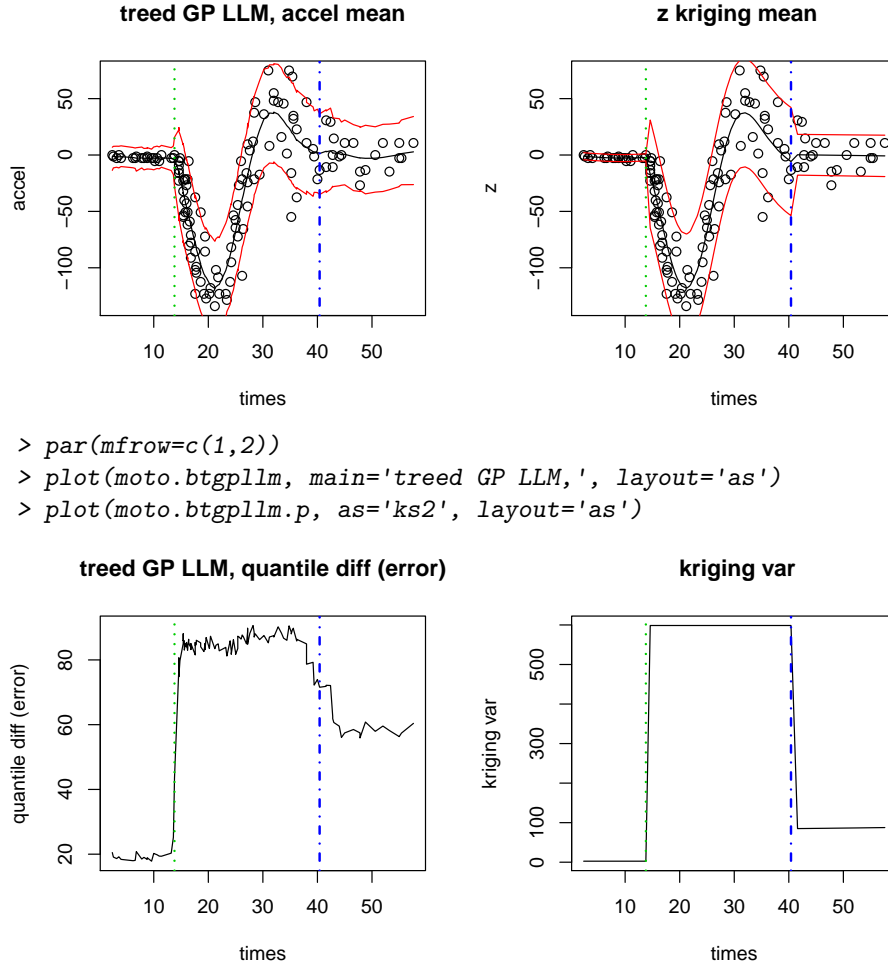 treed GP LLM, accel mean
z kriging mean
accel
50
0
−50
−100
10 20 30 40 50
times
z
50
0
−50
−100
10 20 30 40 50
times
> par(mfrow=c(1,2))
> plot(moto.btgpllm, main='treed GP LLM,', layout='as')
> plot(moto.btgpllm.p, as='ks2', layout='as')
treed GP LLM, quantile diff (error)
kriging var
quantile diff (error)
80
60
40
20
10 20 30 40 50
times
kriging var
500
300
100
0
10 20 30 40 50
times